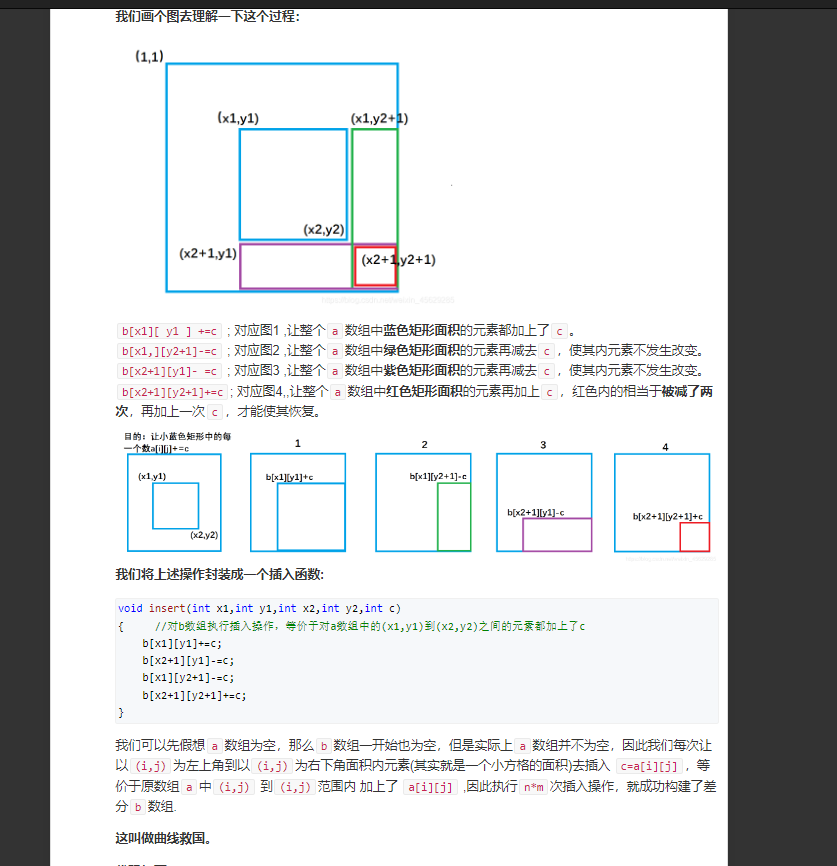 我们画个图去理解一下这个过程：
(1,1)
(x1,y1)
(x1,y2+1)
(x2,y2)
(x2+1,y1)
(x2+1,y2+1)
b[x1][ y1 ] +=c ; 对应图1 ,让整个 a 数组中蓝色矩形面积的元素都加上了 c 。
b[x1,][y2+1]-=c ; 对应图2 ,让整个 a 数组中绿色矩形面积的元素再减去 c ，使其内元素不发生改变。
b[x2+1][y1]- =c ; 对应图3 ,让整个 a 数组中紫色矩形面积的元素再减去 c ，使其内元素不发生改变。
b[x2+1][y2+1]+=c ; 对应图4,,让整个 a 数组中红色矩形面积的元素再加上 c ，红色内的相当于被减了两
次，再加上一次 c ，才能使其恢复。
目的：让小蓝色矩形中的每
一个数a[i][j]+=c
(x1,y1)
(x2,y2)
1
b[x1][y1]+c
2
b[x1][y2+1]-c
3
b[x2+1][y1]-c
4
b[x2+1][y2+1]+c
我们将上述操作封装成一个插入函数:
void insert(int x1,int y1,int x2,int y2,int c)
{ //对b数组执行插入操作，等价于对a数组中的(x1,y1)到(x2,y2)之间的元素都加上了c
b[x1][y1]+=c;
b[x2+1][y1]-=c;
b[x1][y2+1]-=c;
b[x2+1][y2+1]+=c;
}
我们可以先假想 a 数组为空，那么 b 数组一开始也为空，但是实际上 a 数组并不为空，因此我们每次让
以 (i,j) 为左上角到以 (i,j) 为右下角面积内元素(其实就是一个小方格的面积)去插入 c=a[i][j] ，等
价于原数组 a 中 (i,j) 到 (i,j) 范围内 加上了 a[i][j] ,因此执行 n*m 次插入操作，就成功构建了差
分 b 数组.
这叫做曲线救国。